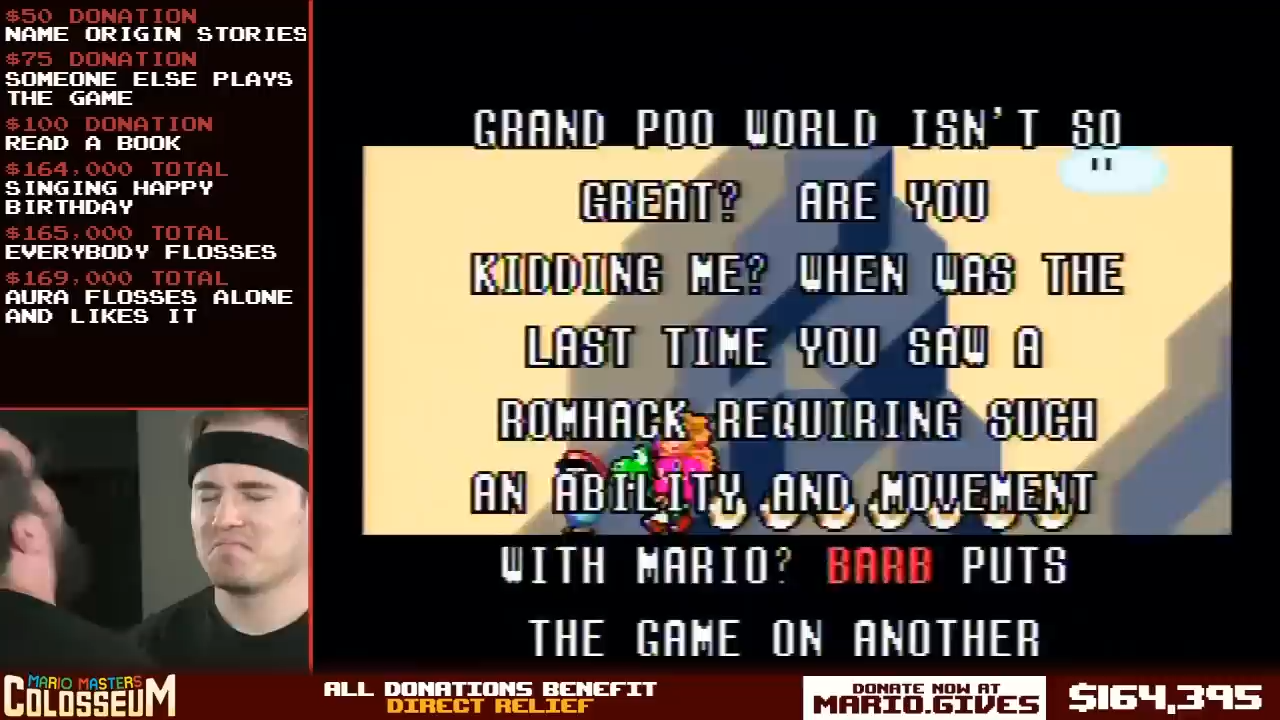 $50 DONATION
NAME ORIGIN STORIES
$75 DONATION
SOMEONE ELSE PLAYS
THE GAME
$100 DONATION
READ A BOOK
$164,000 TOTAL
SINGING HAPPY
BIRTHDAY
$165,000 TOTAL
EVERYBODY FLOSSES
$169,000 TOTAL
AURA FLOSSES ALONE
AND LIKES IT
GRAND POO WORLD ISN'T SO
GREAT? ARE YOU
KIDDING ME? WHEN WAS THE
LAST TIME YOU SAW A
ROMHACK REQUIRING SUCH
AN ABILITY AND MOVEMENT
WITH MARIO? BARB PUTS
THE GAME ON ANOTHER
MARIO MASTERS
COLOSSEUM
ALL DONATIONS BENEFIT
DIRECT RELIEF
DONATE NOW AT
MARIO.GIVES
$164,395